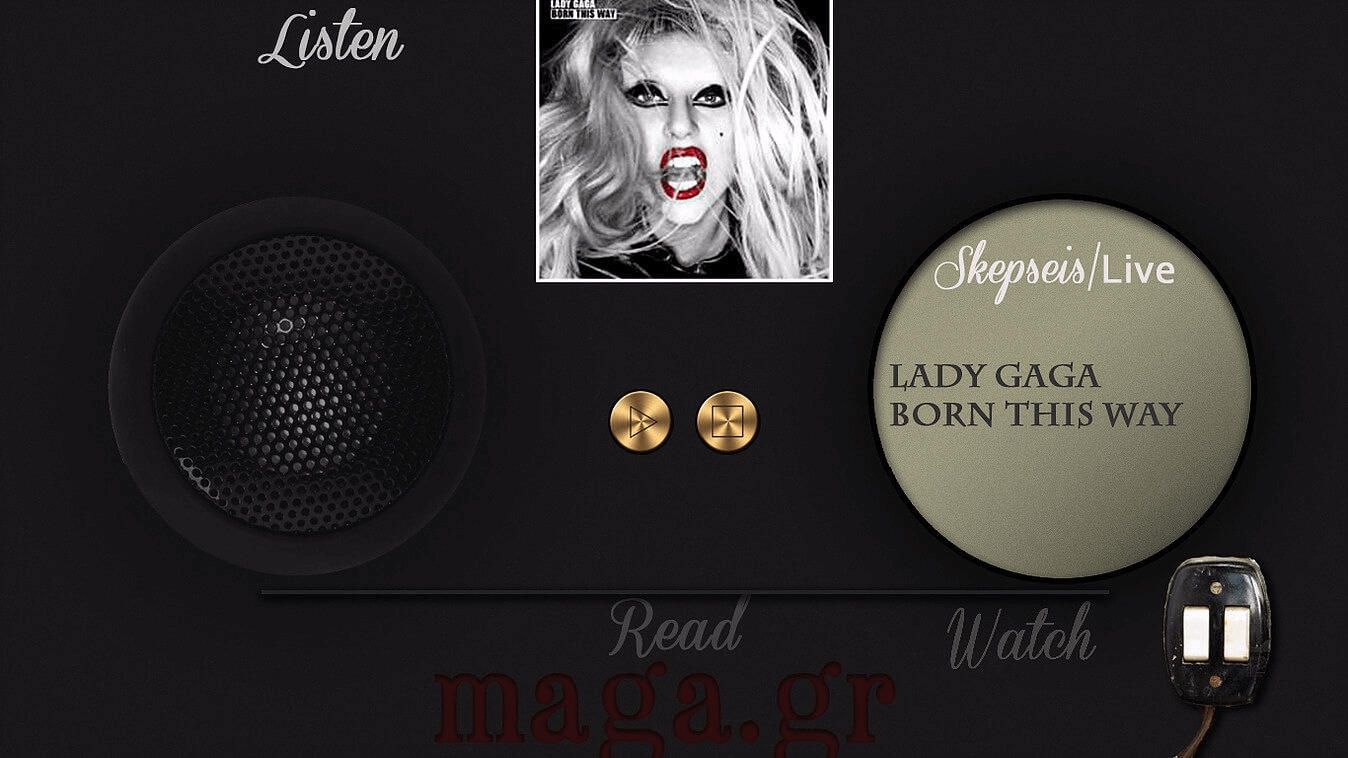 Listen
LADY GAGA
BORN THIS WAY
Skepseis/Live
LADY GAGA
BORN THIS WAY
Read
Watch
maga.gr